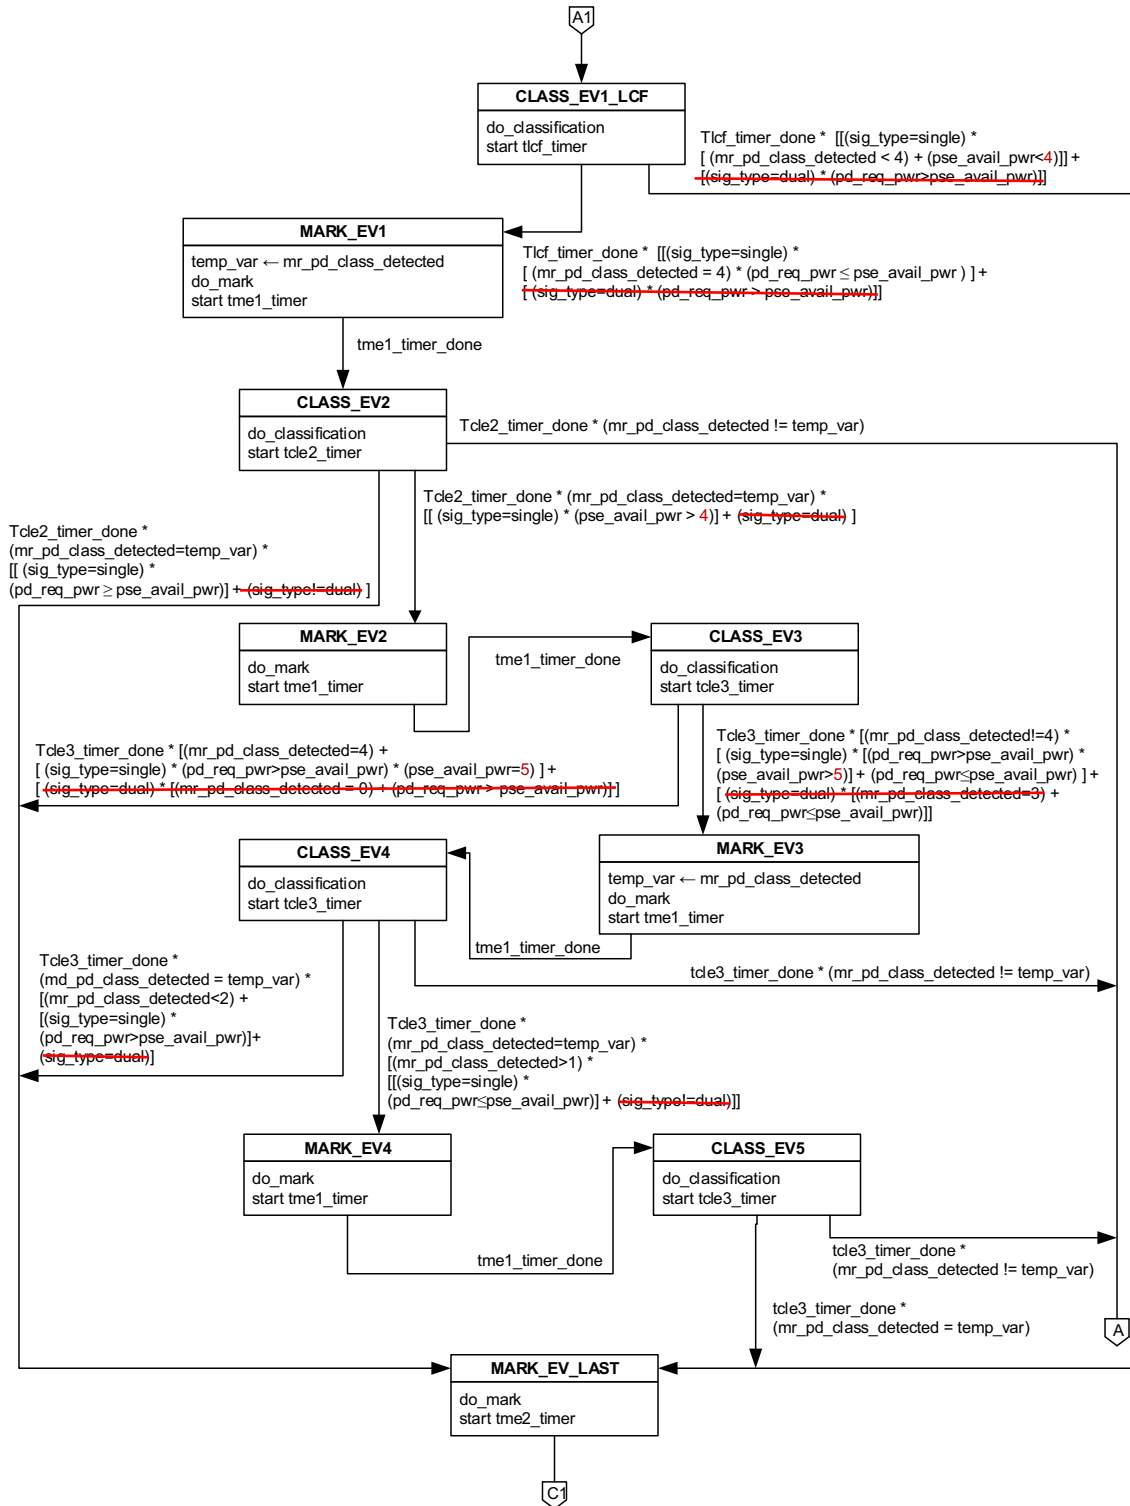 A1
CLASS_EV1_LCF
do_classification
start tlcf_timer
Tlcf_timer_done * [[(sig_type=single) *
[ (mr_pd_class_detected < 4) + (pse_avail_pwr<4)]] +
[(sig_type=dual) * (pd_req_pwr>pse_avail_pwr)]]
MARK_EV1
temp_var ← mr_pd_class_detected
do_mark
start tme1_timer
Tlcf_timer_done * [[(sig_type=single) *
[ (mr_pd_class_detected = 4) * (pd_req_pwr ≤ pse_avail_pwr ) ] +
[ (sig_type=dual) * (pd_req_pwr > pse_avail_pwr)]]
tme1_timer_done
CLASS_EV2
do_classification
start tcle2_timer
Tcle2_timer_done * (mr_pd_class_detected != temp_var)
Tcle2_timer_done * (mr_pd_class_detected=temp_var) *
[[ (sig_type=single) * (pse_avail_pwr > 4)] + (sig_type=dual) ]
Tcle2_timer_done *
(mr_pd_class_detected=temp_var) *
[[ (sig_type=single) *
(pd_req_pwr ≥ pse_avail_pwr)] + (sig_type!=dual) ]
MARK_EV2
do_mark
start tme1_timer
tme1_timer_done
CLASS_EV3
do_classification
start tcle3_timer
Tcle3_timer_done * [(mr_pd_class_detected=4) +
[ (sig_type=single) * (pd_req_pwr>pse_avail_pwr) * (pse_avail_pwr=5) ] +
[ (sig_type=dual) * [(mr_pd_class_detected = 0) + (pd_req_pwr > pse_avail_pwr)] ]
Tcle3_timer_done * [(mr_pd_class_detected!=4) *
[ (sig_type=single) * [(pd_req_pwr>pse_avail_pwr) *
(pse_avail_pwr>5)] + (pd_req_pwr≤pse_avail_pwr) ] +
[ (sig_type=dual) * [(mr_pd_class_detected=3) +
(pd_req_pwr≤pse_avail_pwr)]]
CLASS_EV4
do_classification
start tcle3_timer
MARK_EV3
temp_var ← mr_pd_class_detected
do_mark
start tme1_timer
tme1_timer_done
tcle3_timer_done * (mr_pd_class_detected != temp_var)
Tcle3_timer_done *
(md_pd_class_detected = temp_var) *
[(mr_pd_class_detected<2) +
[(sig_type=single) *
(pd_req_pwr>pse_avail_pwr)]+
(sig_type=dual)]
Tcle3_timer_done *
(mr_pd_class_detected=temp_var) *
[(mr_pd_class_detected>1) *
[[(sig_type=single) *
(pd_req_pwr≤pse_avail_pwr)] + (sig_type!=dual)]]
MARK_EV4
do_mark
start tme1_timer
tme1_timer_done
CLASS_EV5
do_classification
start tcle3_timer
tcle3_timer_done *
(mr_pd_class_detected != temp_var)
tcle3_timer_done *
(mr_pd_class_detected = temp_var)
A
MARK_EV_LAST
do_mark
start tme2_timer
C1